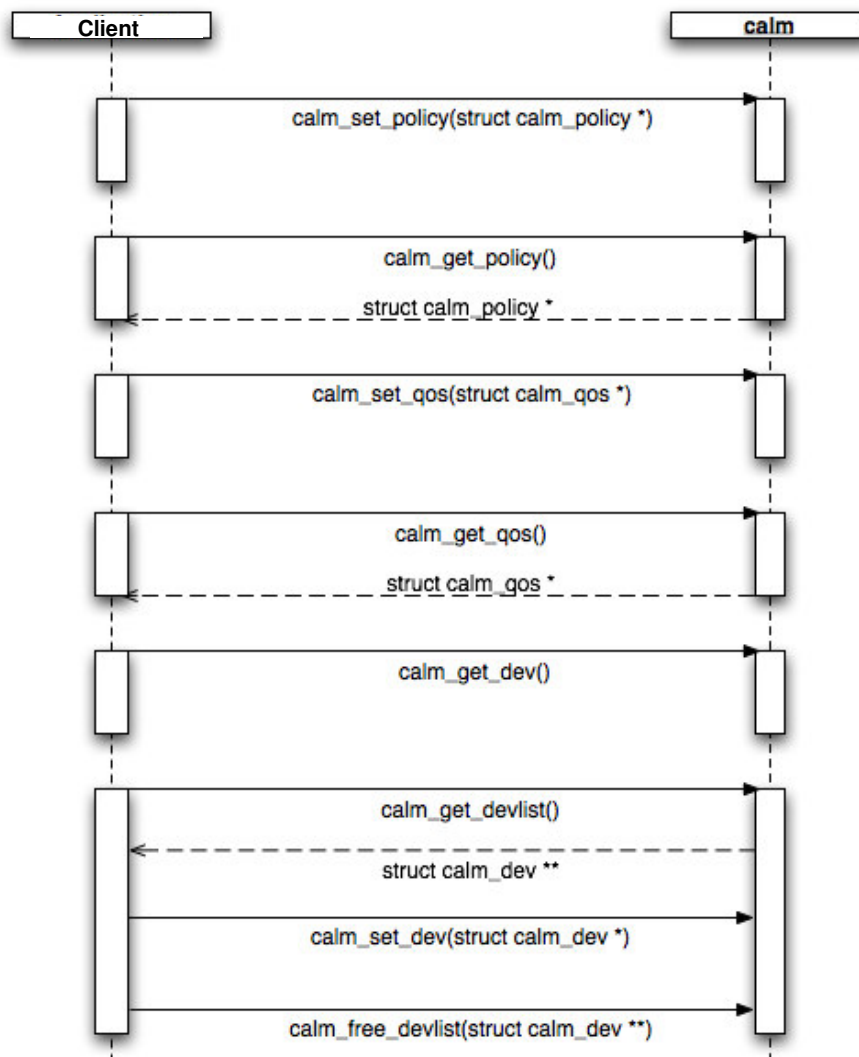 Client
calm
calm_set_policy(struct calm_policy *)
calm_get_policy()
struct calm_policy *
calm_set_qos(struct calm_qos *)
calm_get_qos()
struct calm_qos *
calm_get_dev()
calm_get_devlist()
struct calm_dev **
calm_set_dev(struct calm_dev *)
calm_free_devlist(struct calm_dev **)